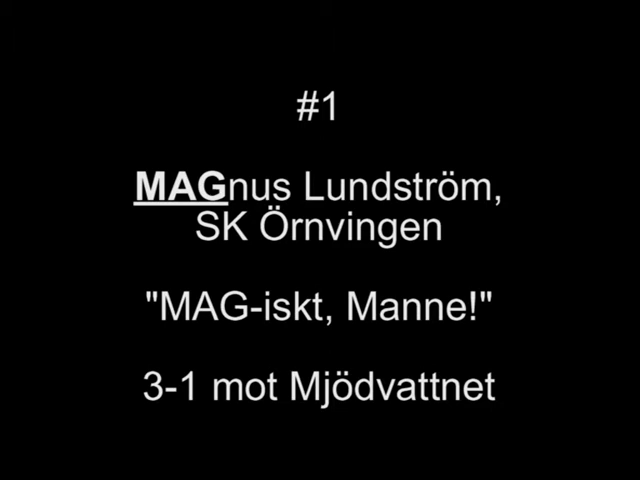 #1
MAGnus Lundström,
SK Örnvingen
"MAG-iskt, Manne!"
3-1 mot Mjödvattnet